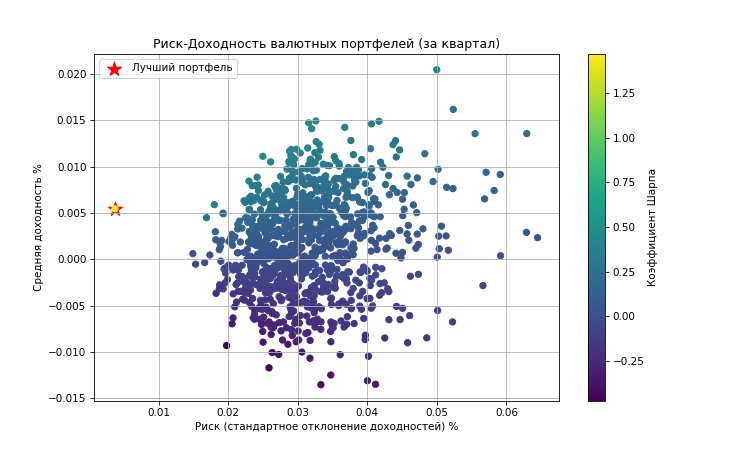 Риск-Доходность валютных портфелей (за квартал)
Лучший портфель
Средняя доходность %
0.020
0.015
0.010
0.005
0.000
−0.005
−0.010
−0.015
0.01 0.02 0.03 0.04 0.05 0.06
Риск (стандартное отклонение доходностей) %
1.25
1.00
0.75
0.50
0.25
0.00
−0.25
Коэффициент Шарпа